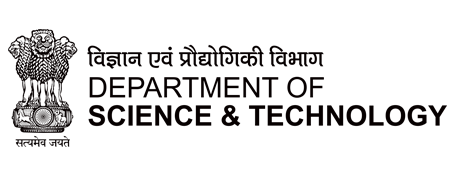 विज्ञान एवं प्रौद्योगिकी विभाग
DEPARTMENT OF
SCIENCE & TECHNOLOGY
सत्यमेव जयते